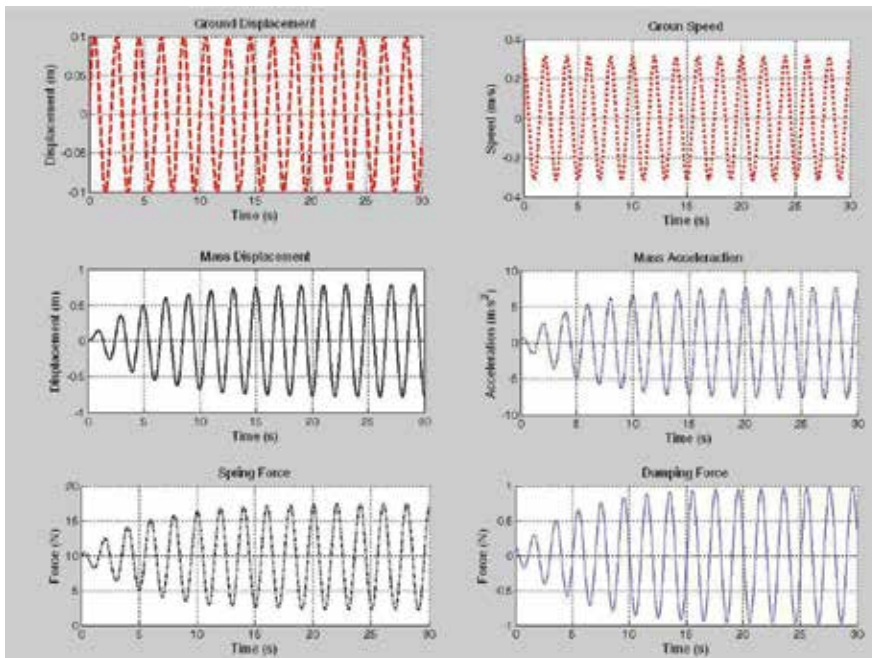 Ground Displacement
Displacement (m)
0.1
0.05
0
-0.05
-0.1
0 5 10 15 20 25 30
Time (s)
Groun Speed
Speed (m/s)
0.4
0.2
0
-0.2
-0.4
0 5 10 15 20 25 30
Time (s)
Mass Displacement
Displacement (m)
1
0.5
0
-0.5
-1
0 5 10 15 20 25 30
Time (s)
Mass Acceleraction
Acceleration (m/s²)
10
5
0
-5
-10
0 5 10 15 20 25 30
Time (s)
Spring Force
Force (N)
20
15
10
5
0
0 5 10 15 20 25 30
Time (s)
Dumping Force
Force (N)
1
0.5
0
-0.5
-1
0 5 10 15 20 25 30
Time (s)